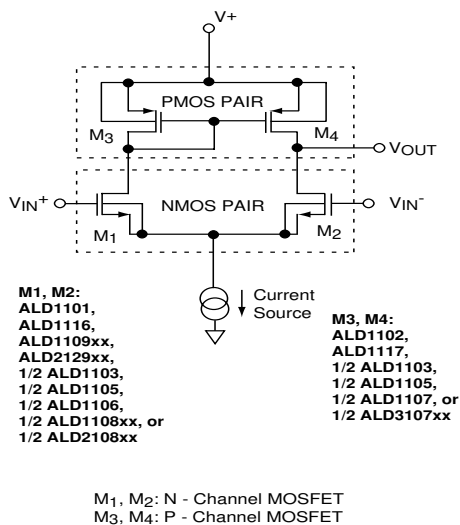 V+
PMOS PAIR
M3
M4
VOUT
VIN+
NMOS PAIR
VIN-
M1
M2
Current
Source
M1, M2:
ALD1101,
ALD1116,
ALD1109xx,
ALD2129xx,
1/2 ALD1103,
1/2 ALD1105,
1/2 ALD1106,
1/2 ALD1108xx, or
1/2 ALD2108xx
M3, M4:
ALD1102,
ALD1117,
1/2 ALD1103,
1/2 ALD1105,
1/2 ALD1107, or
1/2 ALD3107xx
M1, M2: N - Channel MOSFET
M3, M4: P - Channel MOSFET